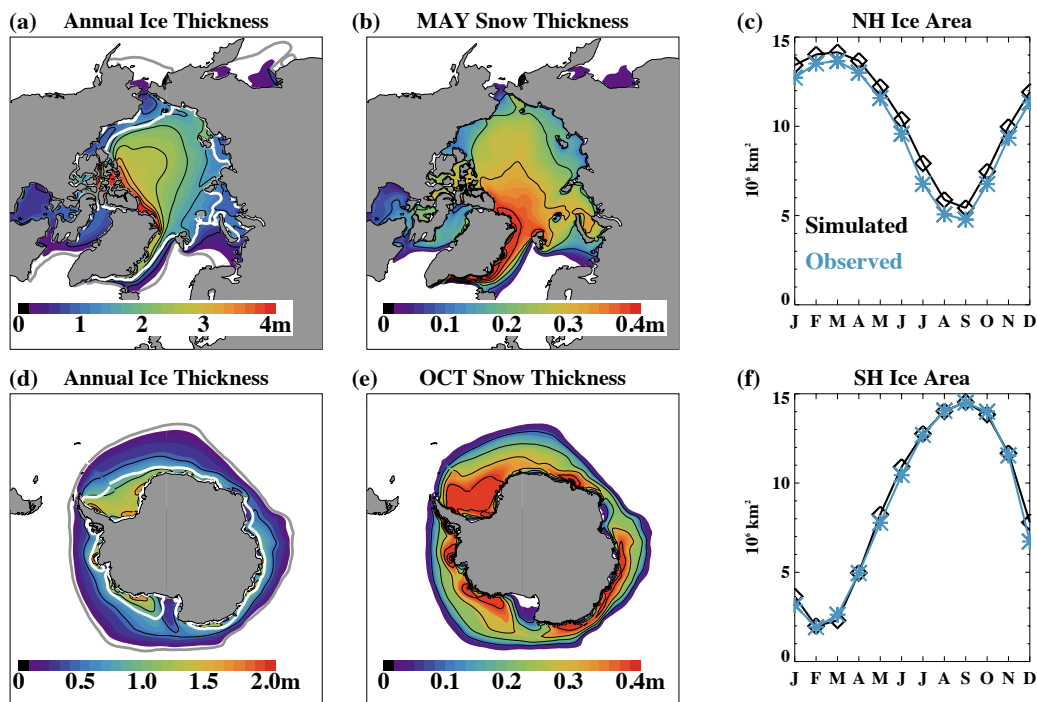 (a) Annual Ice Thickness
(b) MAY Snow Thickness
(c) NH Ice Area
0 1 2 3 4m
0 0.1 0.2 0.3 0.4m
15
10
5
0
10⁶ km²
Simulated
Observed
J F M A M J J A S O N D
(d) Annual Ice Thickness
(e) OCT Snow Thickness
(f) SH Ice Area
0 0.5 1.0 1.5 2.0m
0 0.1 0.2 0.3 0.4m
15
10
5
0
10⁶ km²
J F M A M J J A S O N D